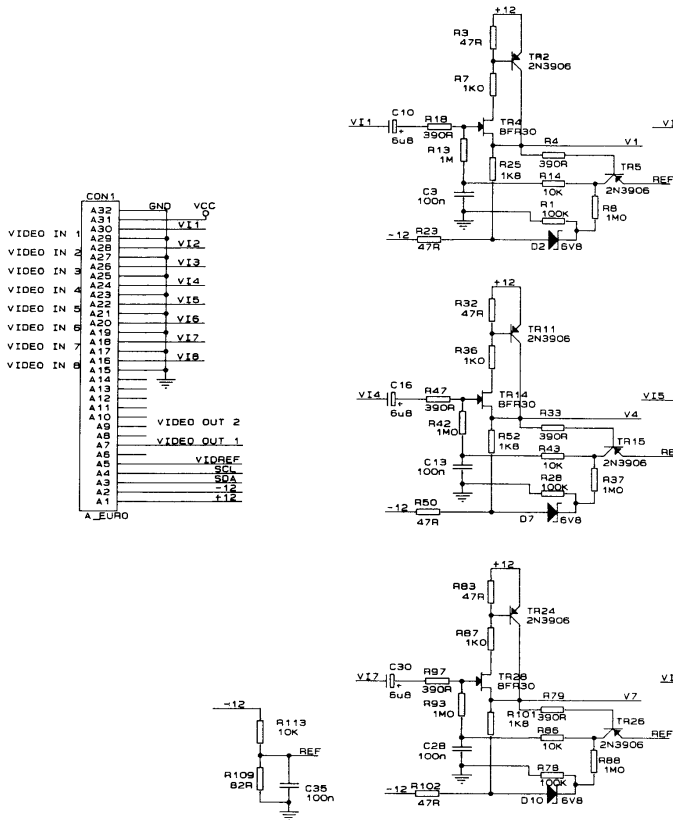 +12
R3
47R
TR2
2N3906
R7
1K0
VI1
C10
+
6u8
R18
390R
TR4
BFR30
R13
1M
R25
1K8
R4
390R
V1
TR5
2N3906
REF
R14
10K
C3
100n
R1
100K
R6
1M0
-12
R23
47R
D2
6V8
CON1
A32
A31
A30
A29
A28
A27
A26
A25
A24
A23
A22
A21
A20
A19
A18
A17
A16
A15
A14
A13
A12
A11
A10
A9
A8
A7
A6
A5
A4
A3
A2
A1
A_EURO
GND
VCC
VI1
VI2
VI3
VI4
VI5
VI6
VI7
VI8
VIDEO IN 1
VIDEO IN 2
VIDEO IN 3
VIDEO IN 4
VIDEO IN 5
VIDEO IN 6
VIDEO IN 7
VIDEO IN 8
VIDEO OUT 2
VIDEO OUT 1
VIDREF
SCL
SDA
-12
+12
+12
R32
47R
TR11
2N3906
R36
1K0
VI4
C16
+
6u8
R47
390R
TR14
BFR30
R42
1M0
R52
1K8
R33
390R
V4
VI5
TR15
2N3906
R43
10K
C13
100n
R28
100K
R37
1M0
-12
R50
47R
D7
6V8
+12
R83
47R
TR24
2N3906
R87
1K0
VI7
C30
+
6u8
R97
390R
TR28
BFR30
R93
1M0
R101
1K8
R79
390R
V7
TR26
2N3906
REF
R86
10K
C28
100n
R78
100K
R88
1M0
-12
R102
47R
D10
6V8
-12
R113
10K
REF
R109
82R
C35
100n